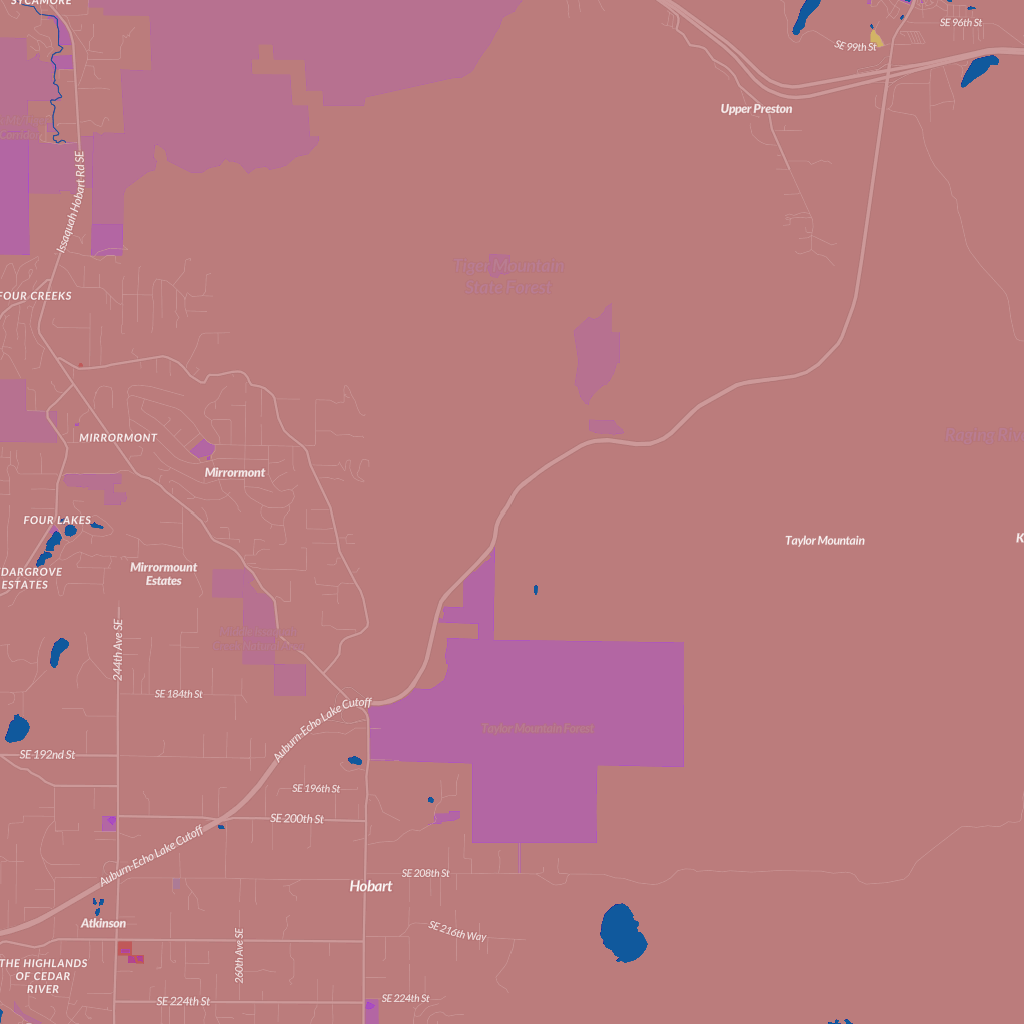 SYCAMORE
SE 96th St
SE 99th St
Upper Preston
Corridor
Issaquah Hobart Rd SE
Tiger Mountain
State Forest
FOUR CREEKS
MIRRORMONT
Mirrormont
Raging River
FOUR LAKES
Taylor Mountain
K
Mirrormount
Estates
DARGROVE
ESTATES
244th Ave SE
SE 184th St
Auburn-Echo Lake Cutoff
Taylor Mountain Forest
SE 192nd St
SE 196th St
SE 200th St
Auburn-Echo Lake Cutoff
SE 208th St
Hobart
Atkinson
SE 216th Way
260th Ave SE
THE HIGHLANDS
OF CEDAR
RIVER
SE 224th St
SE 224th St